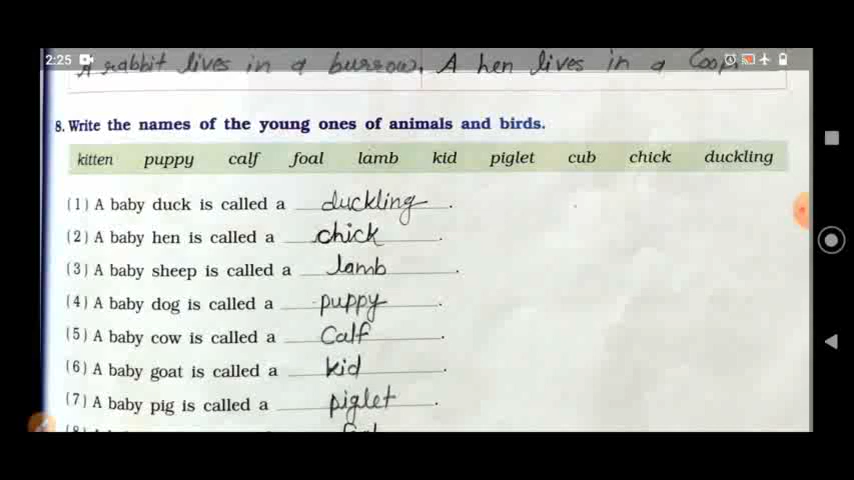 2:25
A rabbit lives in a burrow. A hen lives in a Coop.
8. Write the names of the young ones of animals and birds.
kitten puppy calf foal lamb kid piglet cub chick duckling
(1) A baby duck is called a duckling.
(2) A baby hen is called a chick.
(3) A baby sheep is called a lamb.
(4) A baby dog is called a puppy.
(5) A baby cow is called a Calf.
(6) A baby goat is called a kid.
(7) A baby pig is called a piglet.